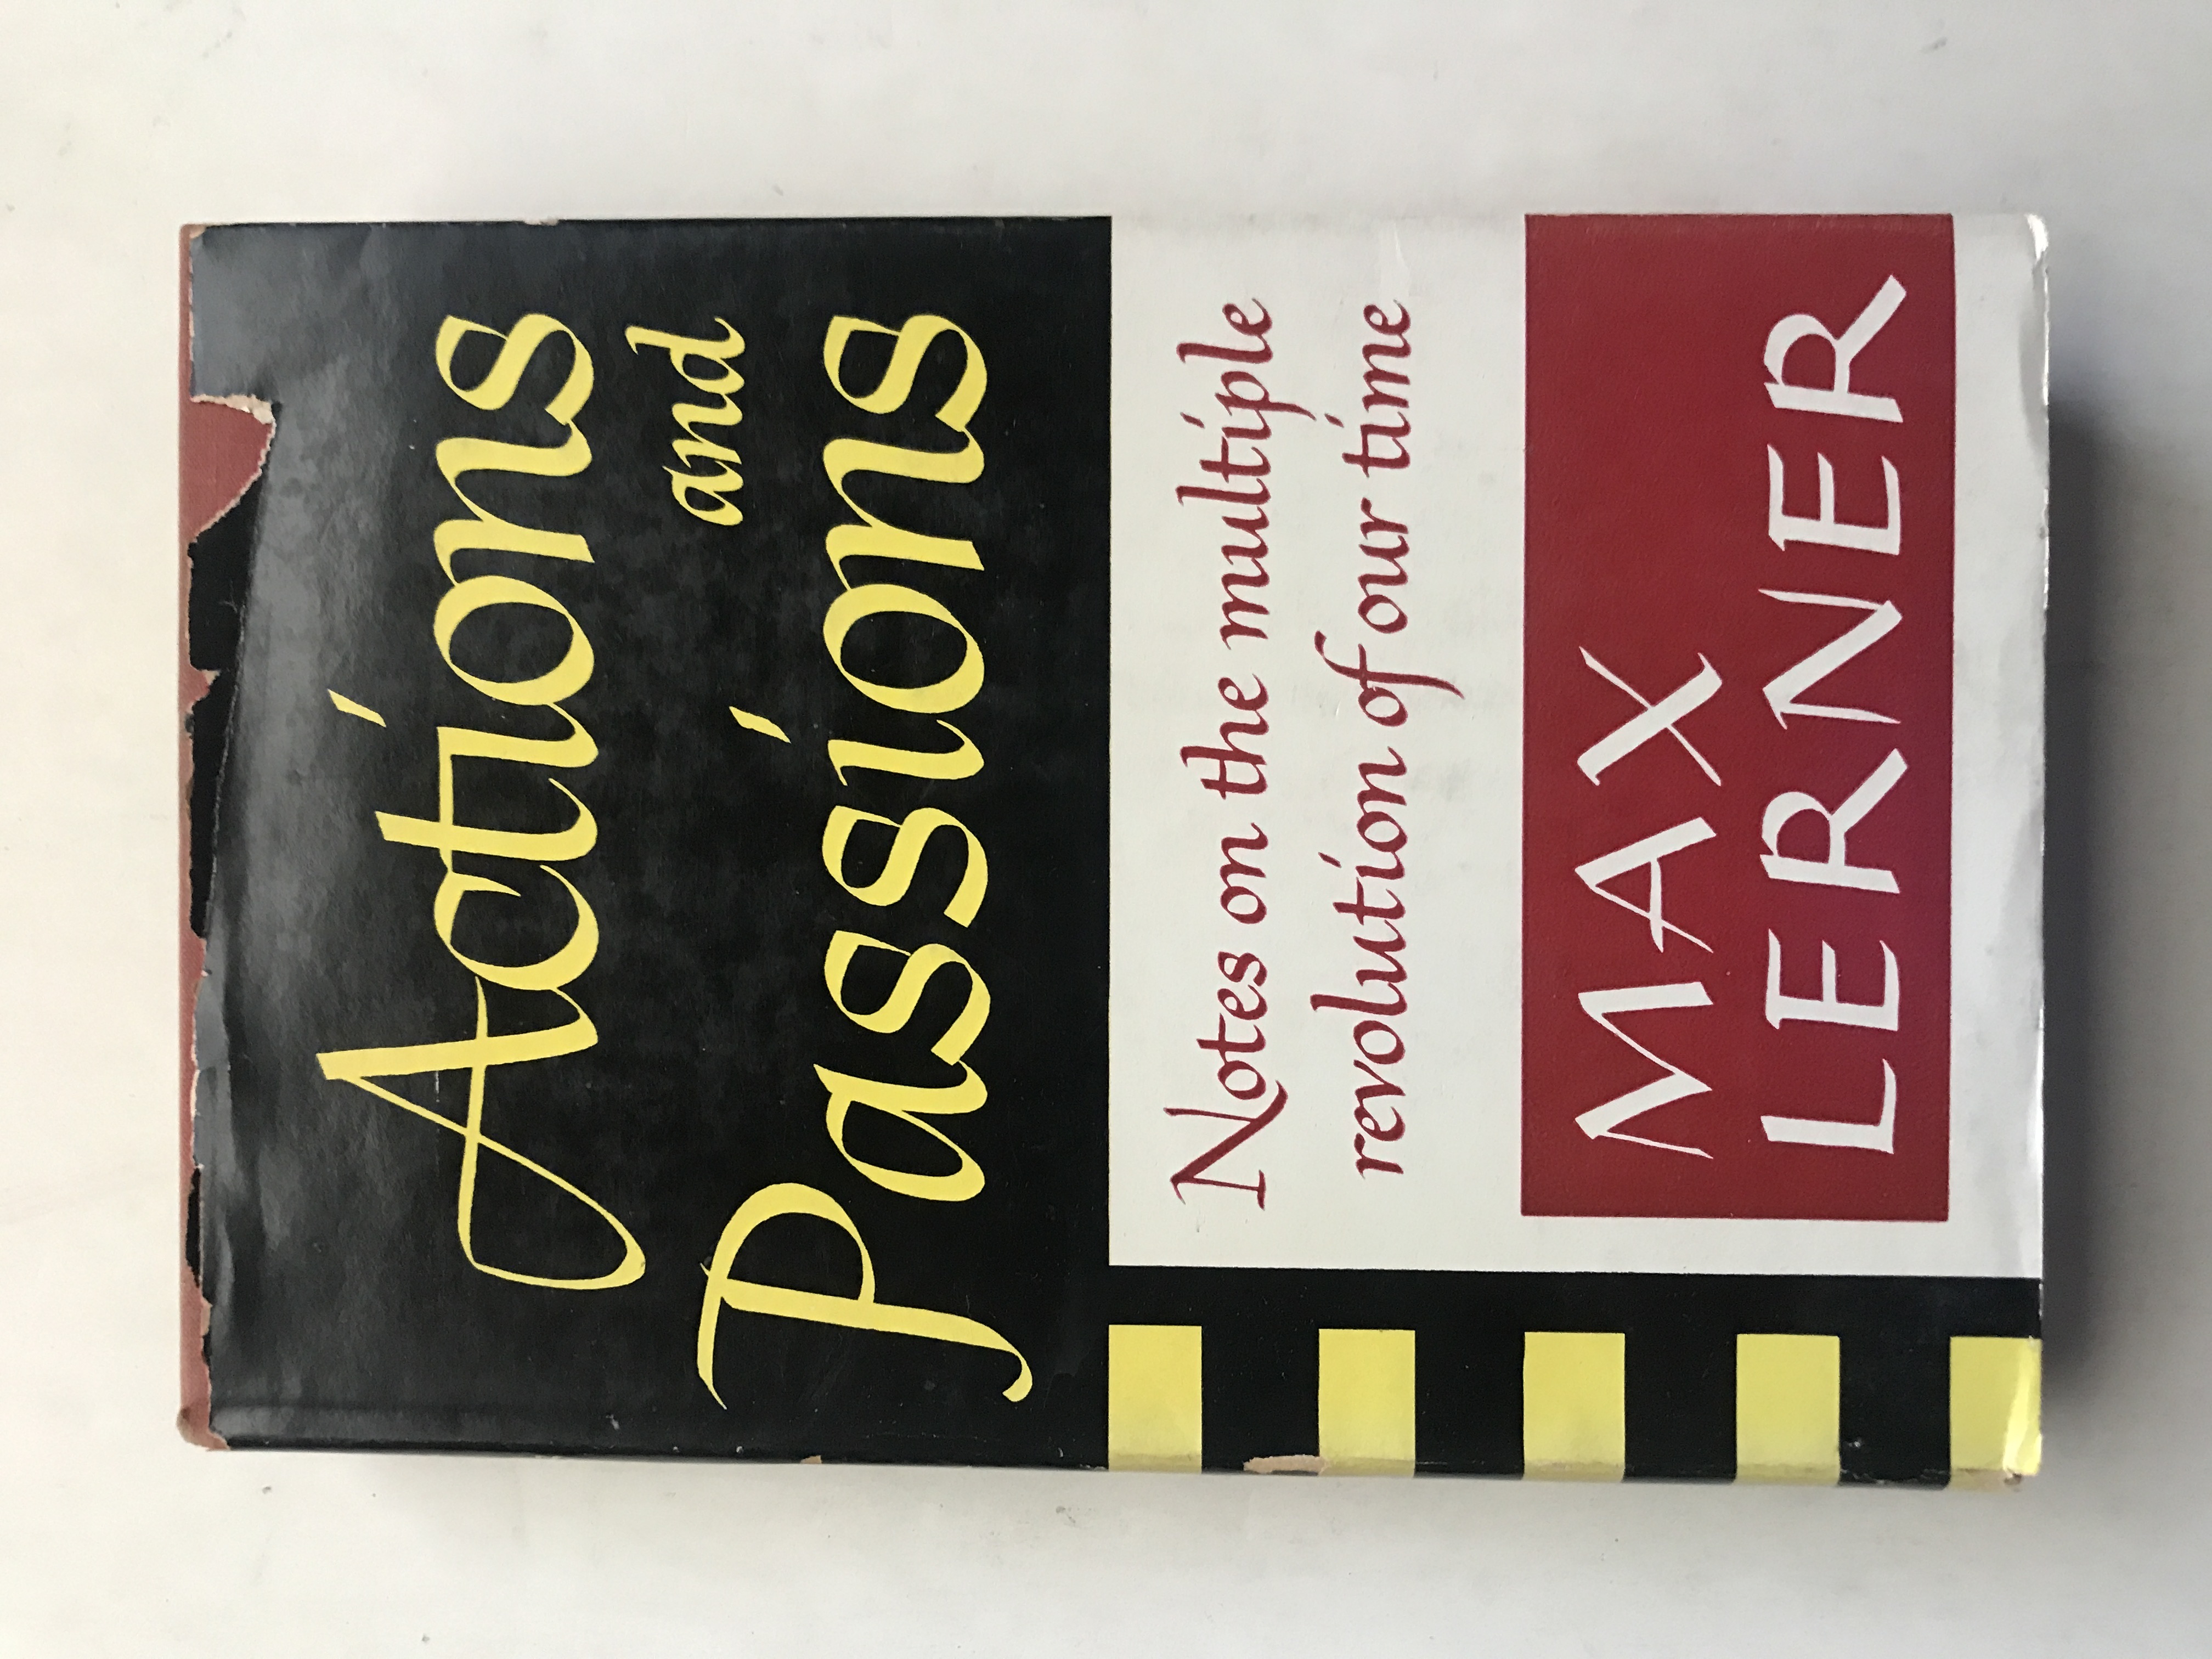 Actions
and
Passions
Notes on the multiple
revolution of our time
MAX
LERNER